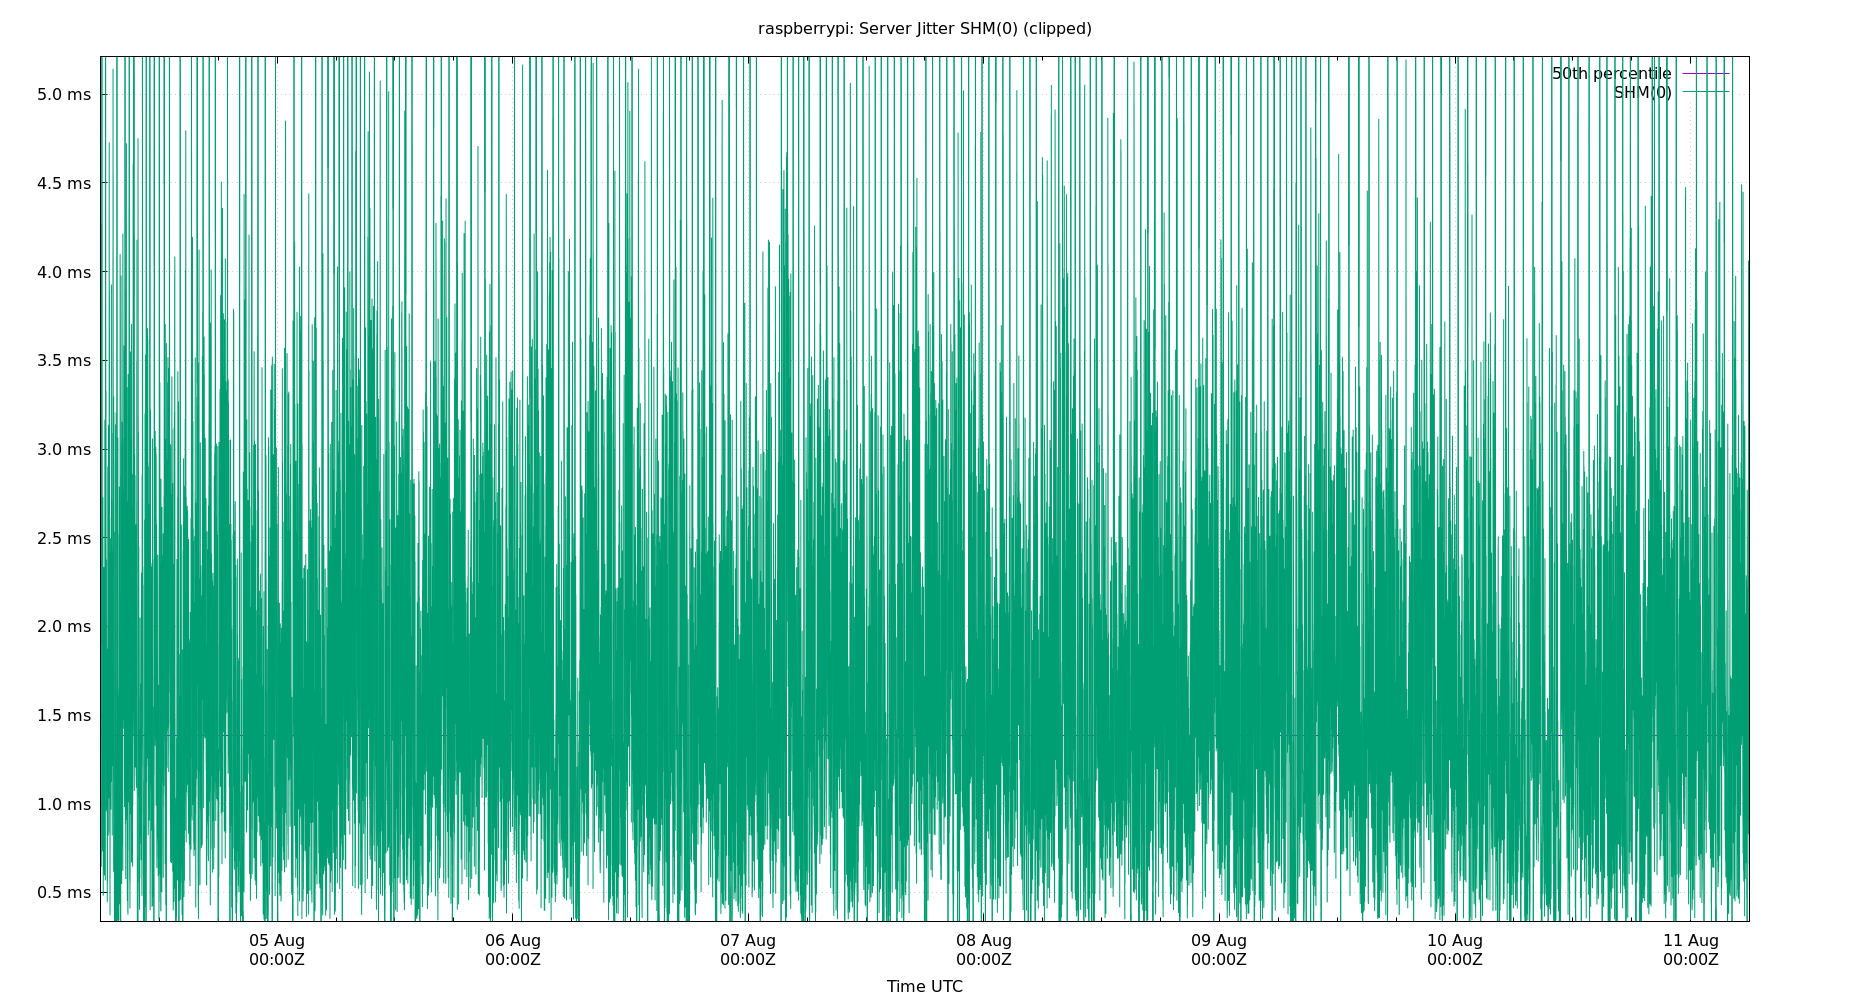 raspberrypi: Server Jitter SHM(0) (clipped)
50th percentile
SHM(0)
5.0 ms
4.5 ms
4.0 ms
3.5 ms
3.0 ms
2.5 ms
2.0 ms
1.5 ms
1.0 ms
0.5 ms
05 Aug 06 Aug 07 Aug 08 Aug 09 Aug 10 Aug 11 Aug
00:00Z 00:00Z 00:00Z 00:00Z 00:00Z 00:00Z 00:00Z
Time UTC